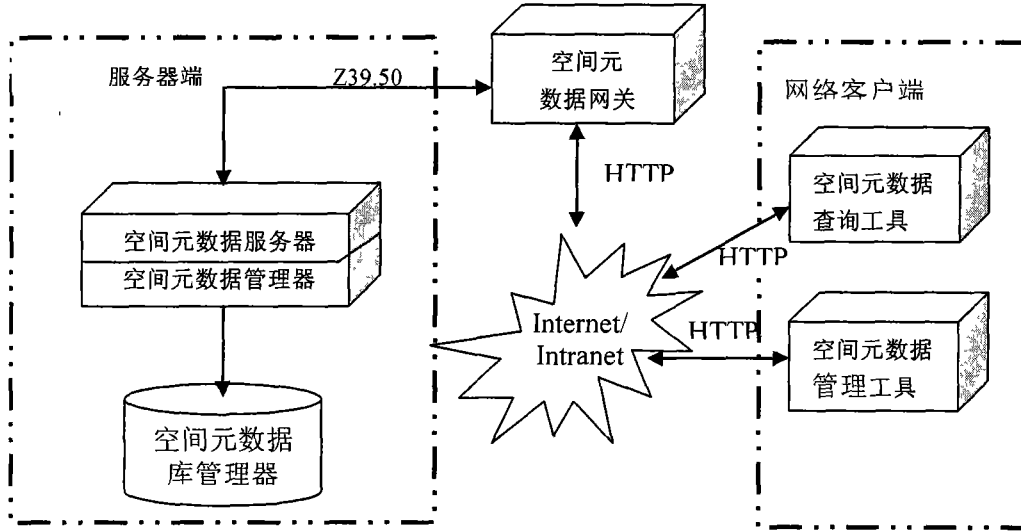 服务器端
Z39.50
空间元
数据网关
网络客户端
HTTP
空间元数据
查询工具
空间元数据服务器
空间元数据管理器
HTTP
Internet/
Intranet
HTTP
空间元数据
管理工具
空间元数据
库管理器